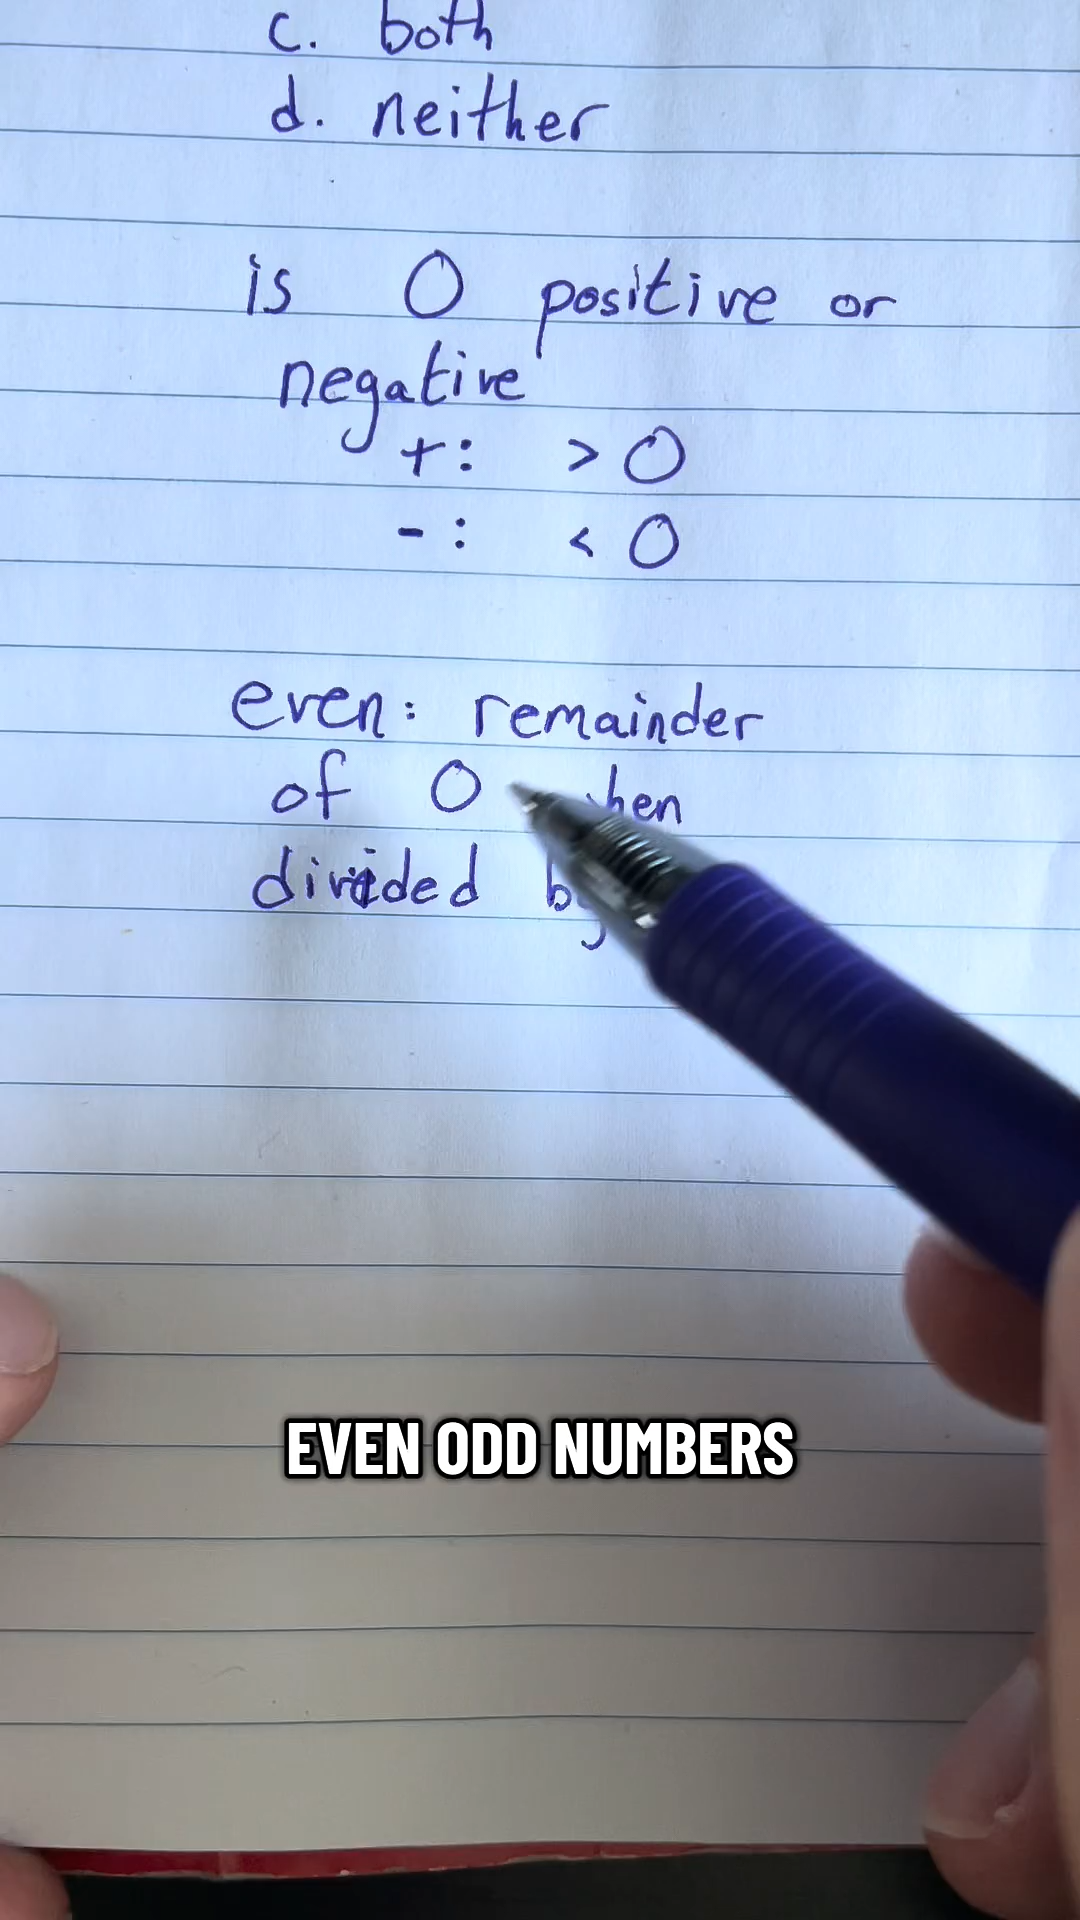 c. both
d. neither
is 0 positive or
negative
+: > 0
- : < 0
even: remainder
of 0
divided
EVEN ODD NUMBERS